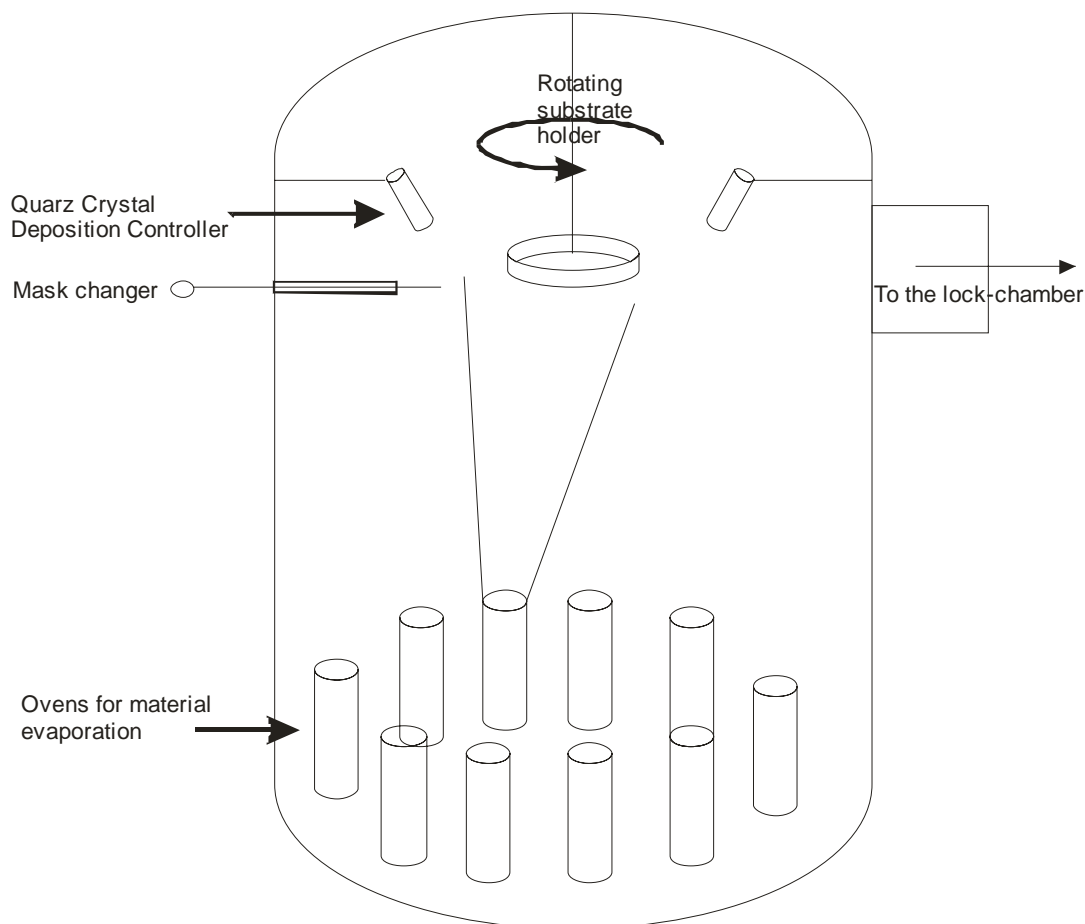 Rotating
substrate
holder
Quarz Crystal
Deposition Controller
Mask changer
To the lock-chamber
Ovens for material
evaporation